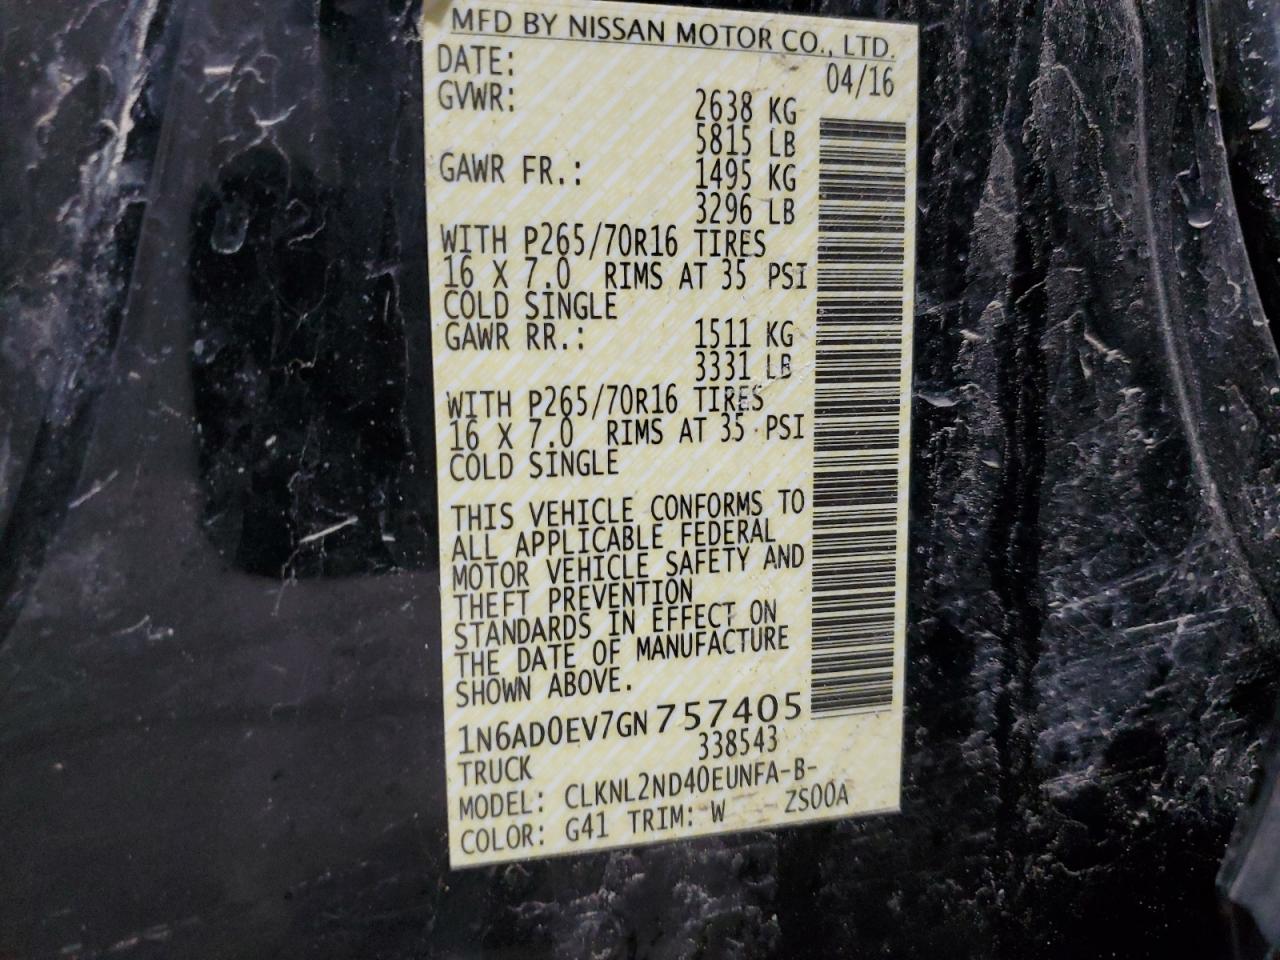 MFD BY NISSAN MOTOR CO., LTD.
DATE: 04/16
GVWR: 2638 KG
5815 LB
GAWR FR.: 1495 KG
3296 LB
WITH P265/70R16 TIRES
16 X 7.0 RIMS AT 35 PSI
COLD SINGLE
GAWR RR.: 1511 KG
3331 LB
WITH P265/70R16 TIRES
16 X 7.0 RIMS AT 35 PSI
COLD SINGLE
THIS VEHICLE CONFORMS TO
ALL APPLICABLE FEDERAL
MOTOR VEHICLE SAFETY AND
THEFT PREVENTION
STANDARDS IN EFFECT ON
THE DATE OF MANUFACTURE
SHOWN ABOVE.
1N6AD0EV7GN757405
338543
TRUCK
MODEL: CLKNL2ND40EUNFA-B-
ZS00A
COLOR: G41 TRIM: W